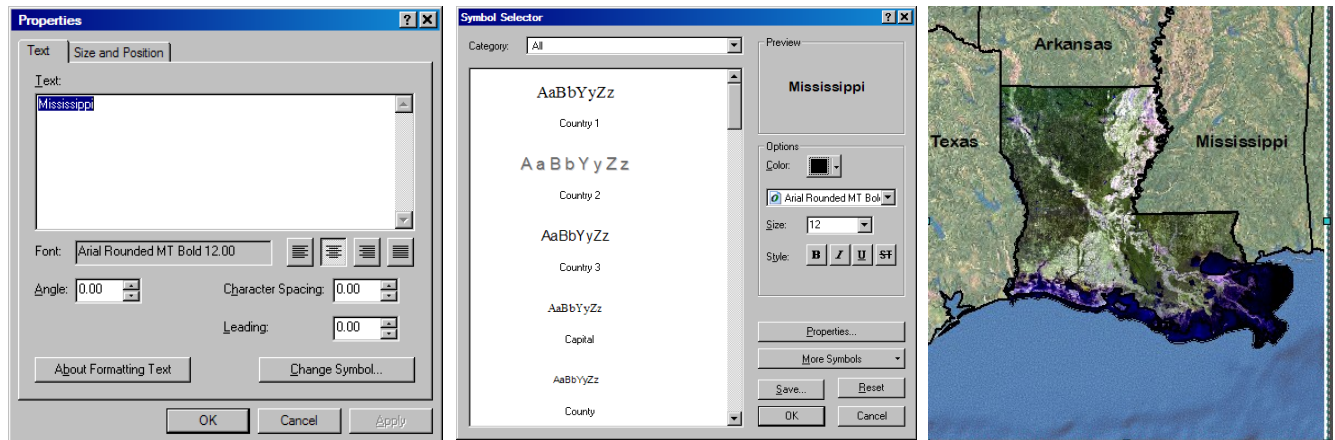 Properties
Text
Size and Position
Text:
Mississippi
Font:
Arial Rounded MT Bold 12.00
Angle:
0.00
Character Spacing:
0.00
Leading:
0.00
About Formatting Text
Change Symbol...
OK
Cancel
Apply
Symbol Selector
Category:
All
AaBbYyZz
Country 1
AaBbYyZz
Country 2
AaBbYyZz
Country 3
AaBbYyZz
Capital
AaBbYyZz
County
Preview
Mississippi
Options
Color:
Arial Rounded MT Bol
Size:
12
Style:
B I U ST
Properties...
More Symbols
Save...
Reset
OK
Cancel
Arkansas
Texas
Mississippi